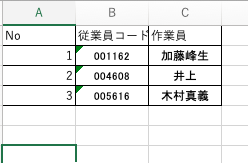 A B C
No 従業員コード 作業員
1 001162 加藤峰生
2 004608 井上
3 005616 木村真義